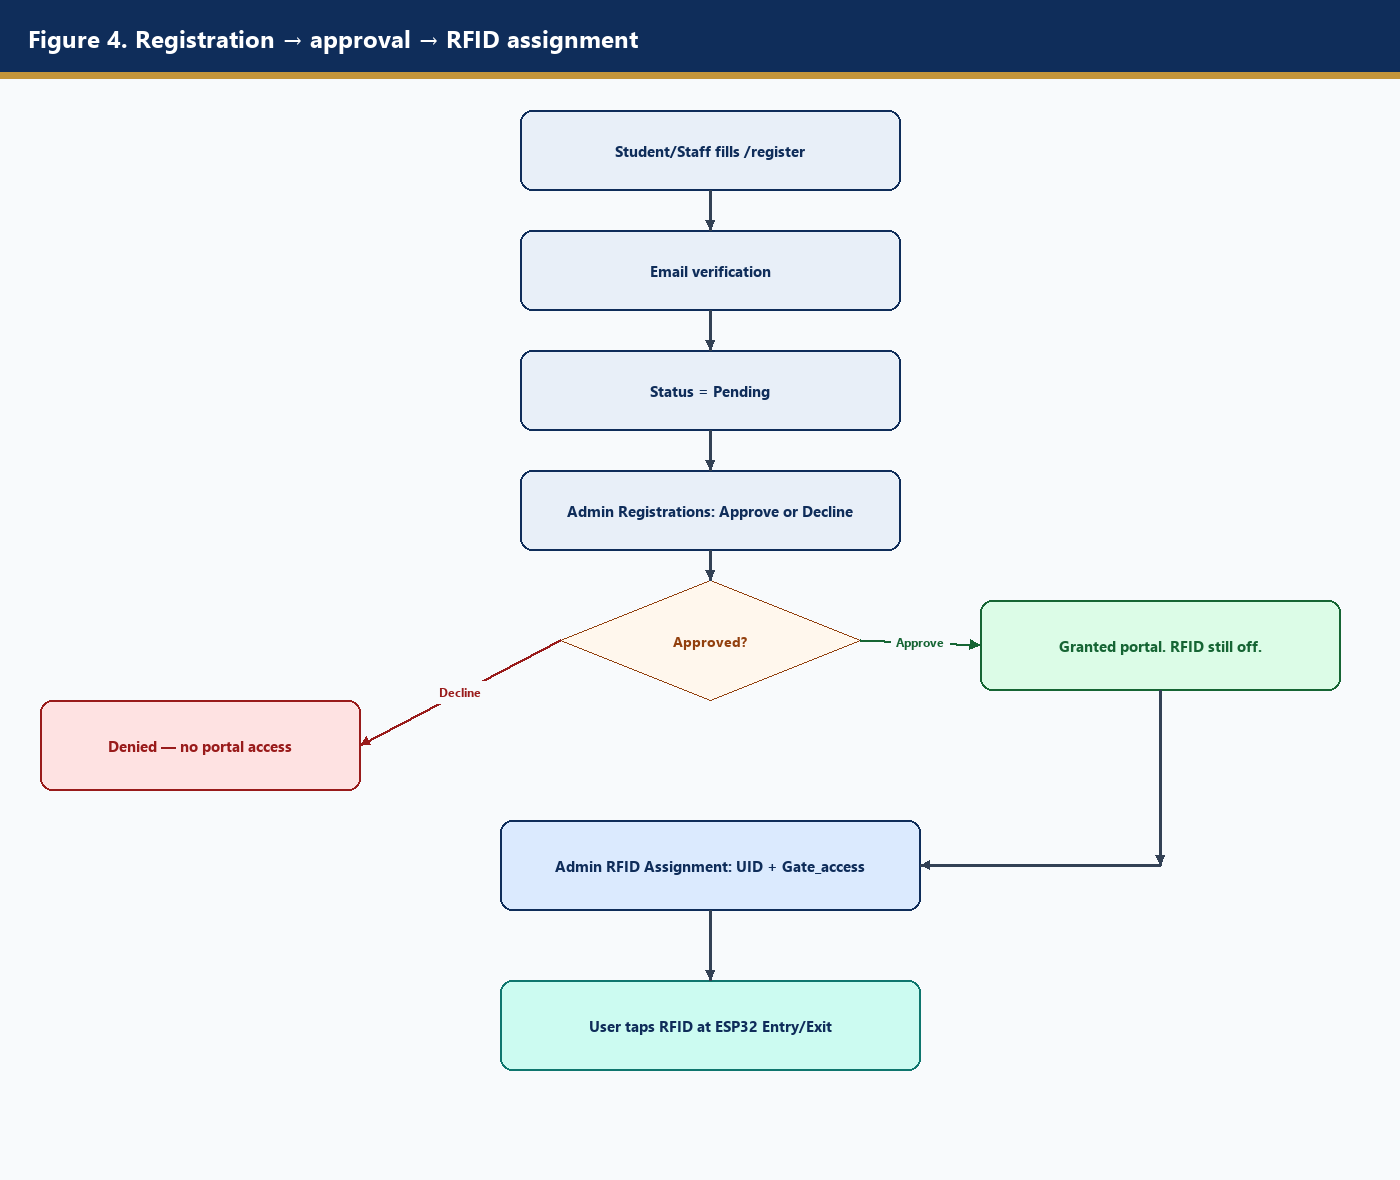 Figure 4. Registration → approval → RFID assignment
Student/Staff fills /register
Email verification
Status = Pending
Admin Registrations: Approve or Decline
Approved?
Approve
Granted portal. RFID still off.
Decline
Denied — no portal access
Admin RFID Assignment: UID + Gate_access
User taps RFID at ESP32 Entry/Exit